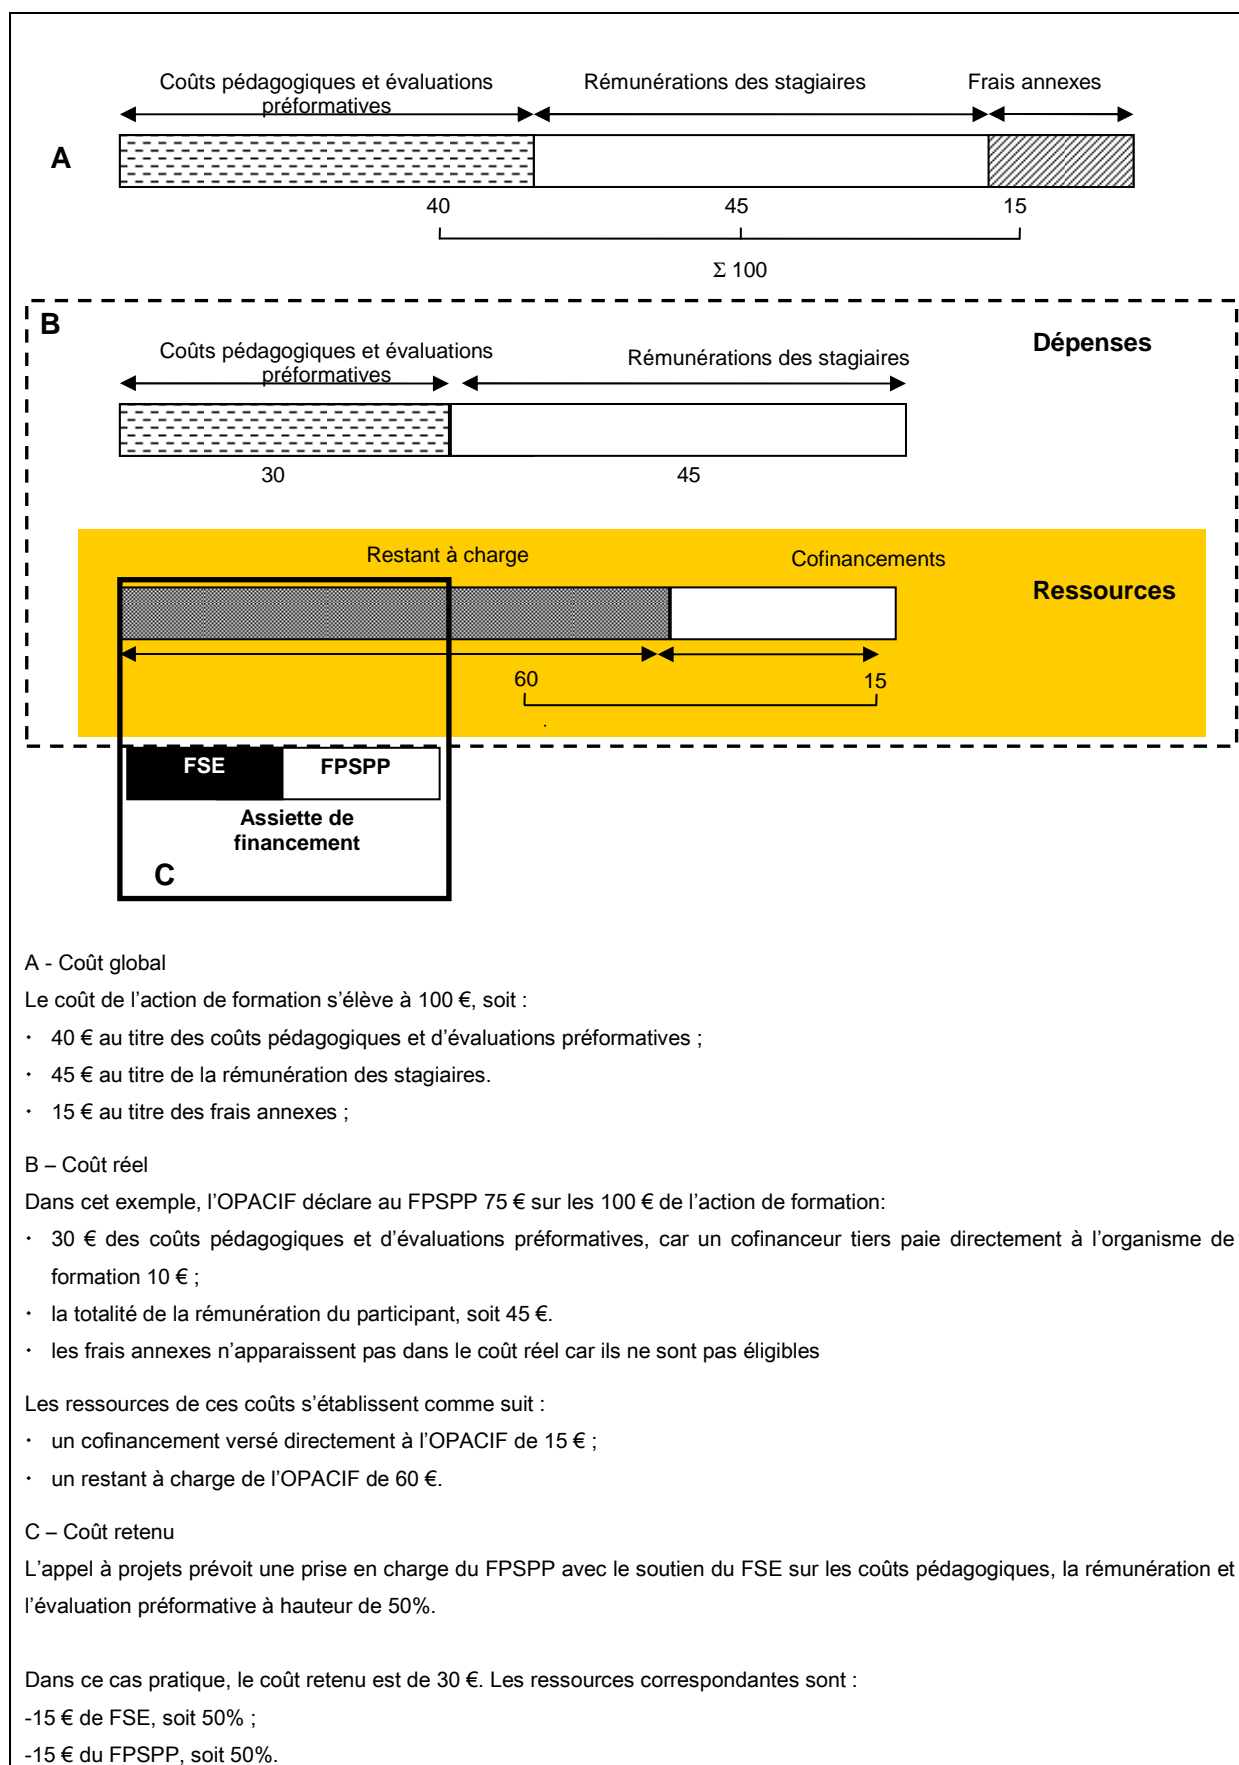 Coûts pédagogiques et évaluations
préformatives
Rémunérations des stagiaires
Frais annexes
A
40
45
15
Σ 100
B
Coûts pédagogiques et évaluations
préformatives
Rémunérations des stagiaires
Dépenses
30
45
Restant à charge
Cofinancements
Ressources
60
15
FSE
FPSPP
Assiette de
financement
C
A - Coût global
Le coût de l’action de formation s’élève à 100 €, soit :
· 40 € au titre des coûts pédagogiques et d’évaluations préformatives ;
· 45 € au titre de la rémunération des stagiaires.
· 15 € au titre des frais annexes ;
B – Coût réel
Dans cet exemple, l’OPACIF déclare au FPSPP 75 € sur les 100 € de l’action de formation:
· 30 € des coûts pédagogiques et d’évaluations préformatives, car un cofinanceur tiers paie directement à l’organisme de
formation 10 € ;
· la totalité de la rémunération du participant, soit 45 €.
· les frais annexes n’apparaissent pas dans le coût réel car ils ne sont pas éligibles
Les ressources de ces coûts s’établissent comme suit :
· un cofinancement versé directement à l’OPACIF de 15 € ;
· un restant à charge de l’OPACIF de 60 €.
C – Coût retenu
L’appel à projets prévoit une prise en charge du FPSPP avec le soutien du FSE sur les coûts pédagogiques, la rémunération et
l’évaluation préformative à hauteur de 50%.
Dans ce cas pratique, le coût retenu est de 30 €. Les ressources correspondantes sont :
-15 € de FSE, soit 50% ;
-15 € du FPSPP, soit 50%.